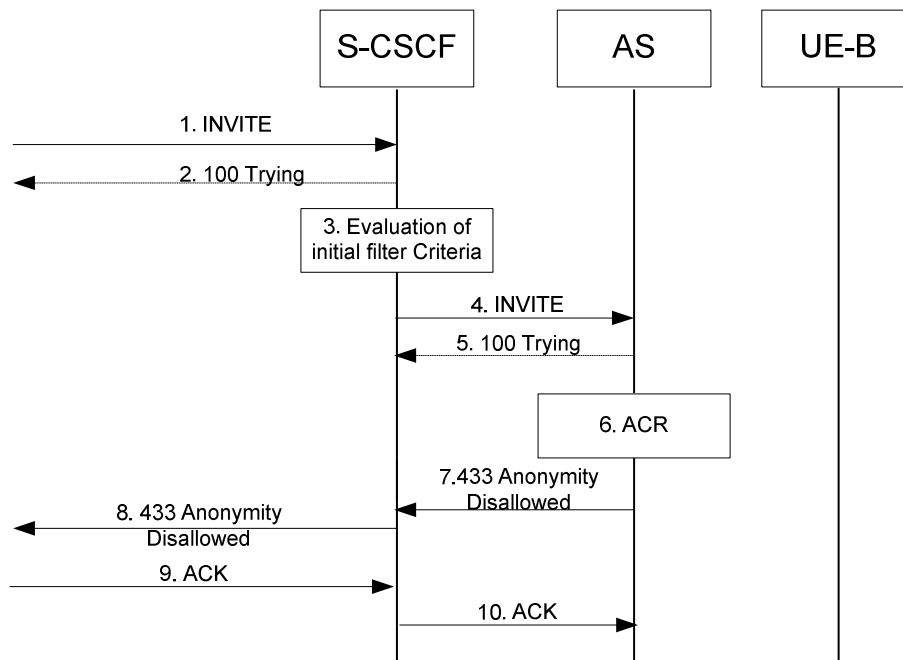 S-CSCF
AS
UE-B
1. INVITE
2. 100 Trying
3. Evaluation of
initial filter Criteria
4. INVITE
5. 100 Trying
6. ACR
7.433 Anonymity
Disallowed
8. 433 Anonymity
Disallowed
9. ACK
10. ACK